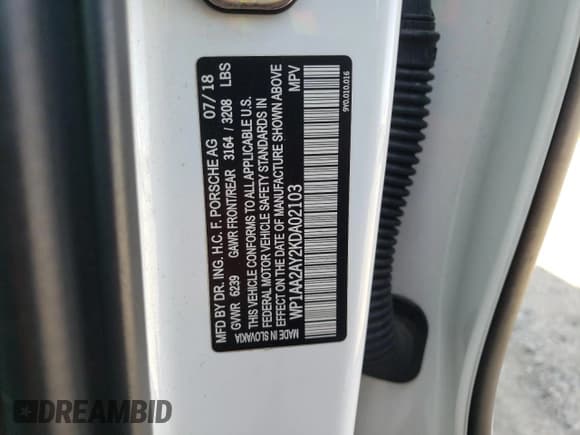 MFD BY DR. ING. H.C. F. PORSCHE AG 07/18
GVWR 6239 GAWR FRONT/REAR 3164 / 3208 LBS
THIS VEHICLE CONFORMS TO ALL APPLICABLE U.S.
FEDERAL MOTOR VEHICLE SAFETY STANDARDS IN
EFFECT ON THE DATE OF MANUFACTURE SHOWN ABOVE
WP1AA2AY2KDA02103 MPV
MADE IN SLOVAKIA
9Y0.010.016
DREAMBID